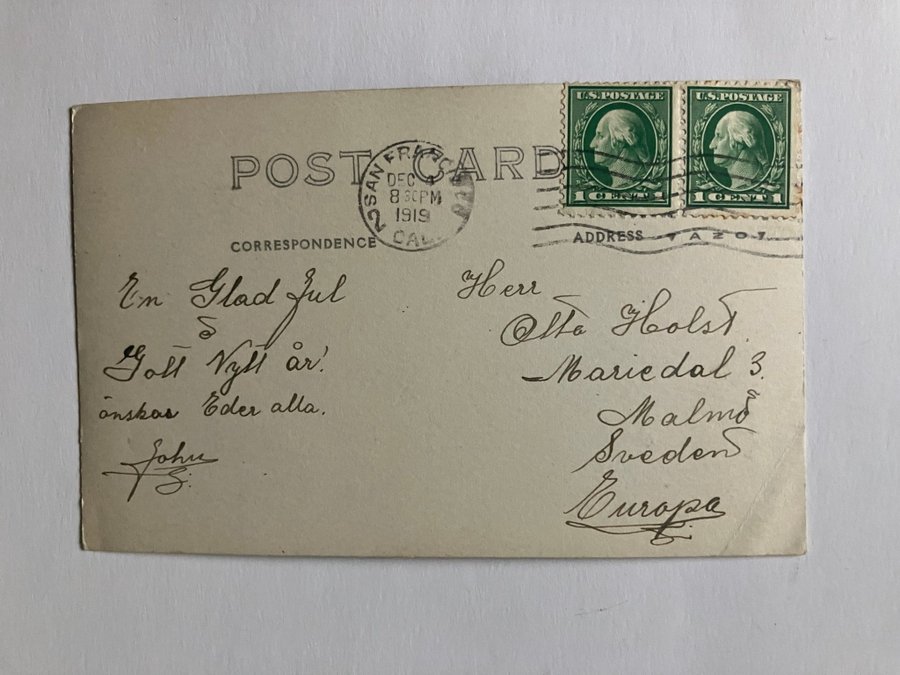 U.S. POSTAGE U.S. POSTAGE
1 CENT 1 1 CENT 1
POST CARD
SAN FRANCISCO
DEC 4
8 30 PM
1919
CAL.
2
CORRESPONDENCE
ADDRESS
En Glad Jul
&
Gott Nytt år!
önskas Eder alla.
John
Herr
Otto Holst
Mariedal 3.
Malmö
Sveden
Europa